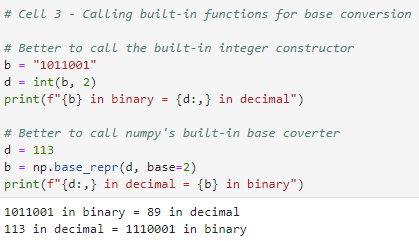 # Cell 3 - Calling built-in functions for base conversion
# Better to call the built-in integer constructor
b = "1011001"
d = int(b, 2)
print(f"{b} in binary = {d:,} in decimal")
# Better to call numpy's built-in base coverter
d = 113
b = np.base_repr(d, base=2)
print(f"{d:,} in decimal = {b} in binary")
1011001 in binary = 89 in decimal
113 in decimal = 1110001 in binary